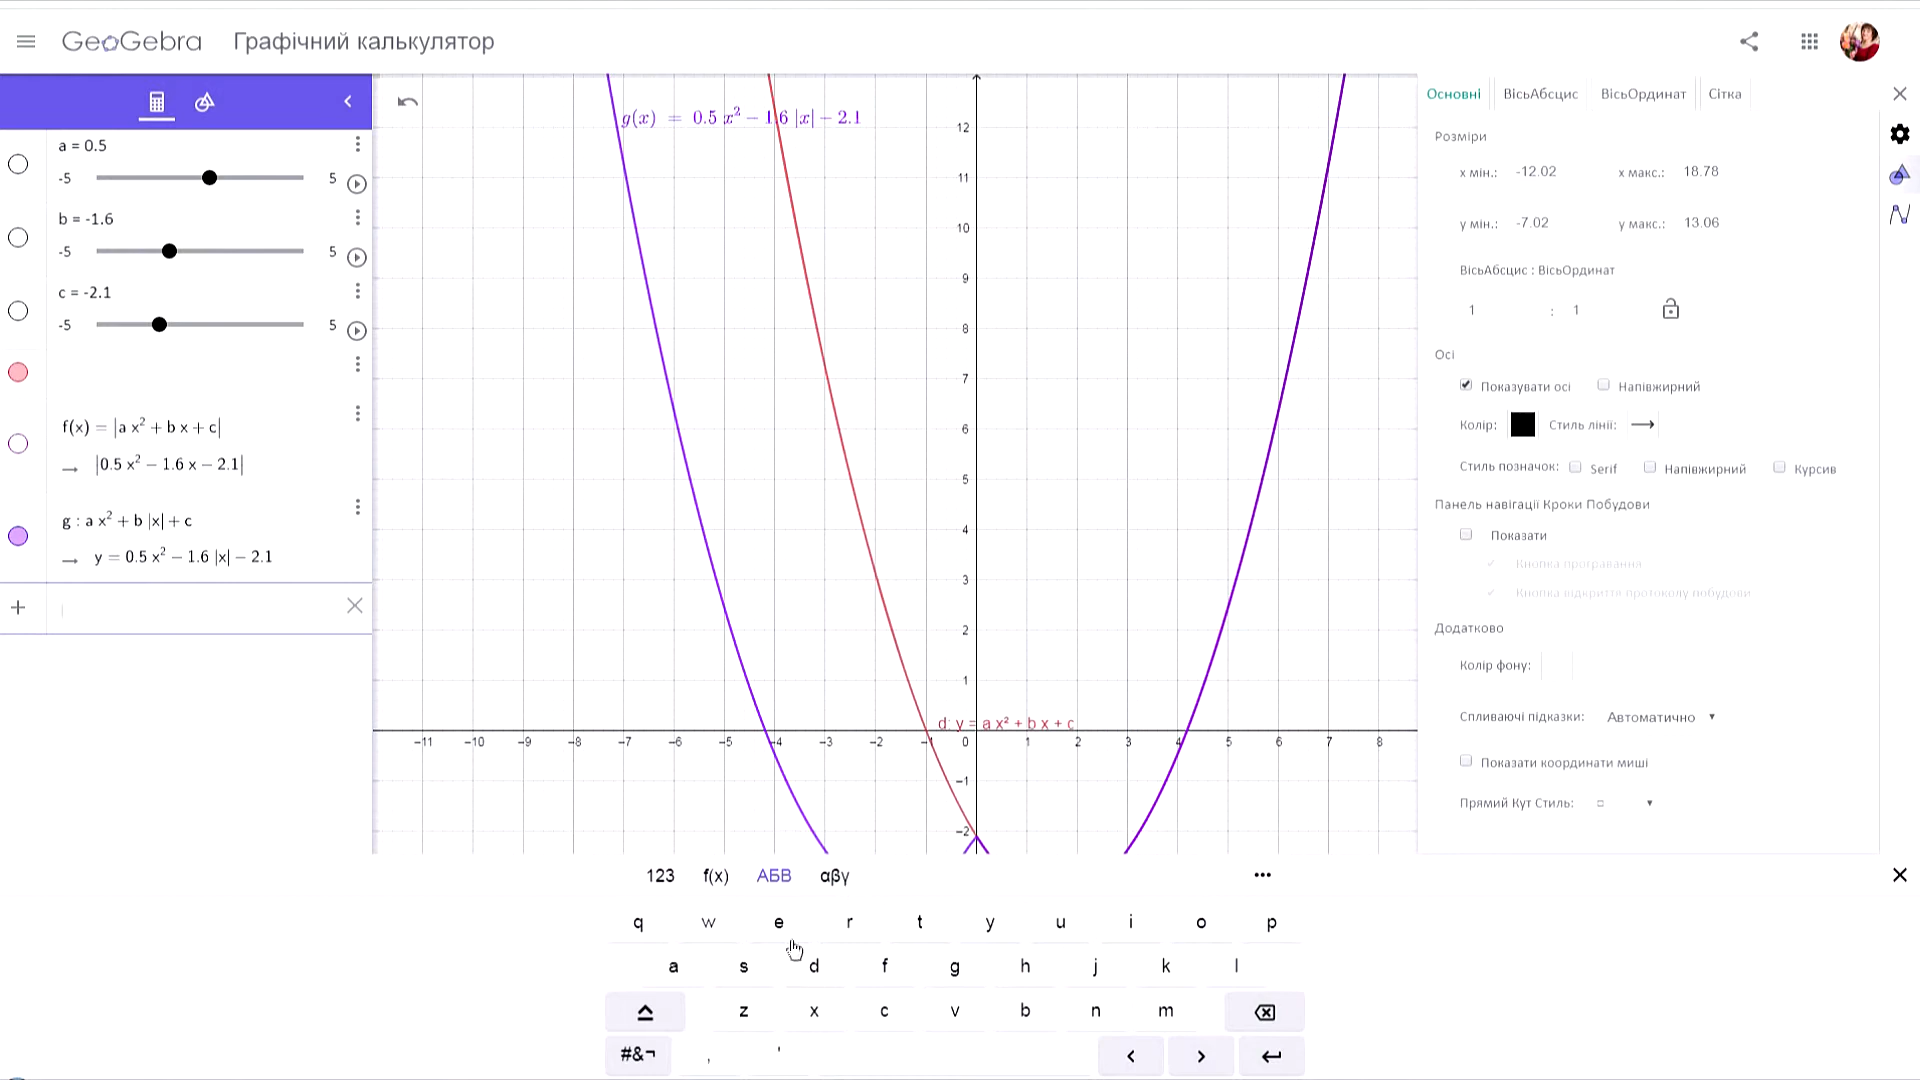 GeoGebra Графічний калькулятор
a = 0.5
-5 5
b = -1.6
-5 5
c = -2.1
-5 5
f(x) = |a x² + b x + c|
→ |0.5 x² − 1.6 x − 2.1|
g : a x² + b |x| + c
→ y = 0.5 x² − 1.6 |x| − 2.1
+
g(x) = 0.5 x² − 1.6 |x| − 2.1
12
11
10
9
8
7
6
5
4
3
2
1
d: y = a x² + b x + c
−11 −10 −9 −8 −7 −6 −5 −4 −3 −2 −1 0 1 2 3 4 5 6 7 8
−1
−2
Основні ВісьАбсцис ВісьОрдинат Сітка
Розміри
x мін.: -12.02 x макс.: 18.78
y мін.: -7.02 y макс.: 13.06
ВісьАбсцис : ВісьОрдинат
1 : 1
Осі
Показувати осі Напівжирний
Колір: Стиль лінії:
Стиль позначок: Serif Напівжирний Курсив
Панель навігації Кроки Побудови
Показати
Кнопка програвання
Кнопка відкриття протоколу побудови
Додатково
Колір фону:
Спливаючі підказки: Автоматично
Показати координати миші
Прямий Кут Стиль:
123 f(x) АБВ αβγ ...
q w e r t y u i o p
a s d f g h j k l
z x c v b n m
#&¬ , ' < >